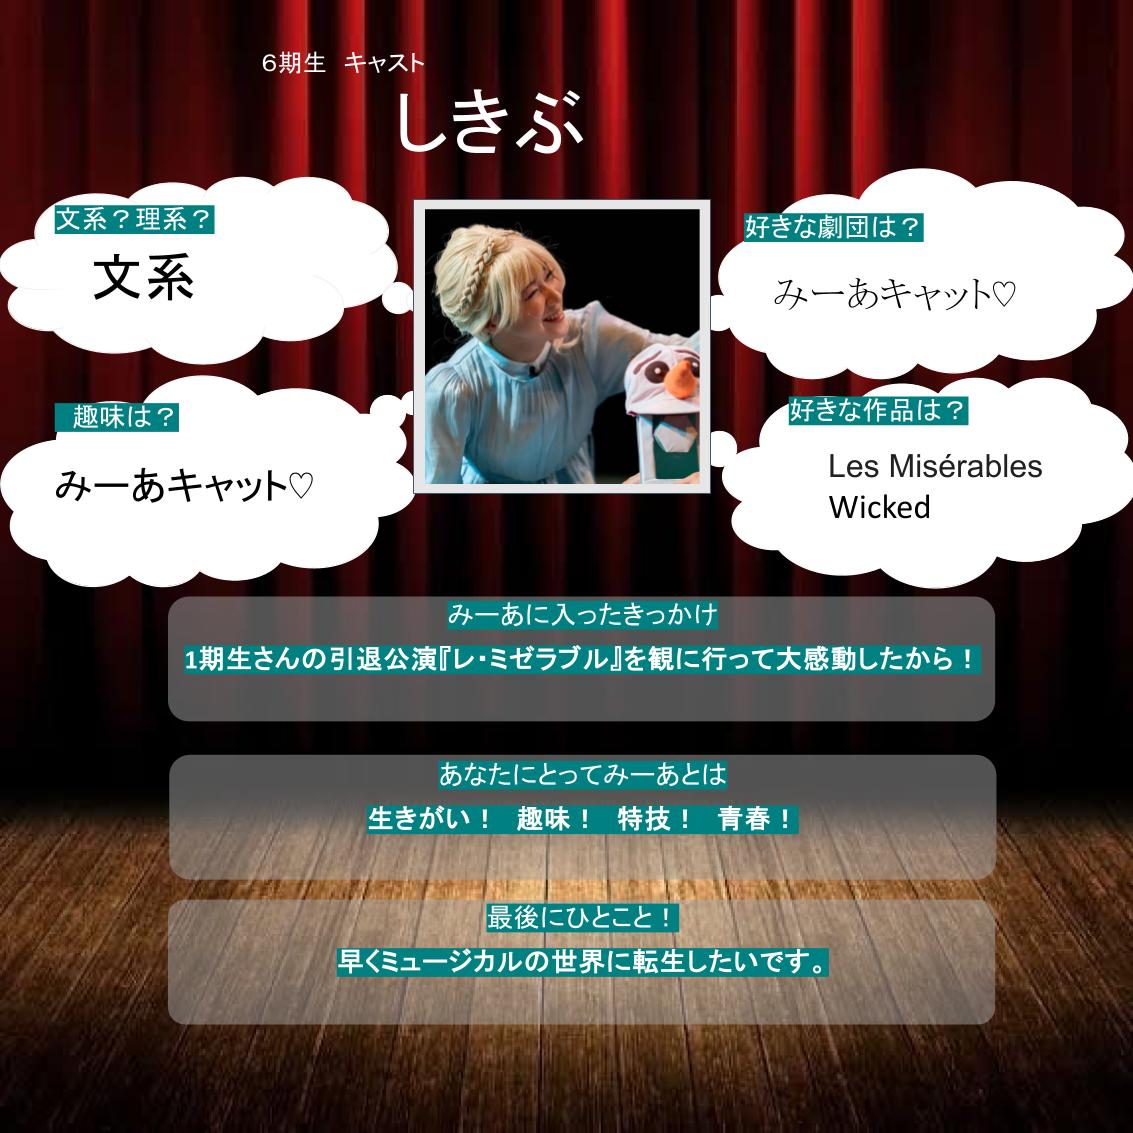 6期生　キャスト
しきぶ
文系？理系？
文系
好きな劇団は？
みーあキャット♡
趣味は？
みーあキャット♡
好きな作品は？
Les Misérables
Wicked
みーあに入ったきっかけ
1期生さんの引退公演『レ・ミゼラブル』を観に行って大感動したから！
あなたにとってみーあとは
生きがい！　趣味！　特技！　青春！
最後にひとこと！
早くミュージカルの世界に転生したいです。